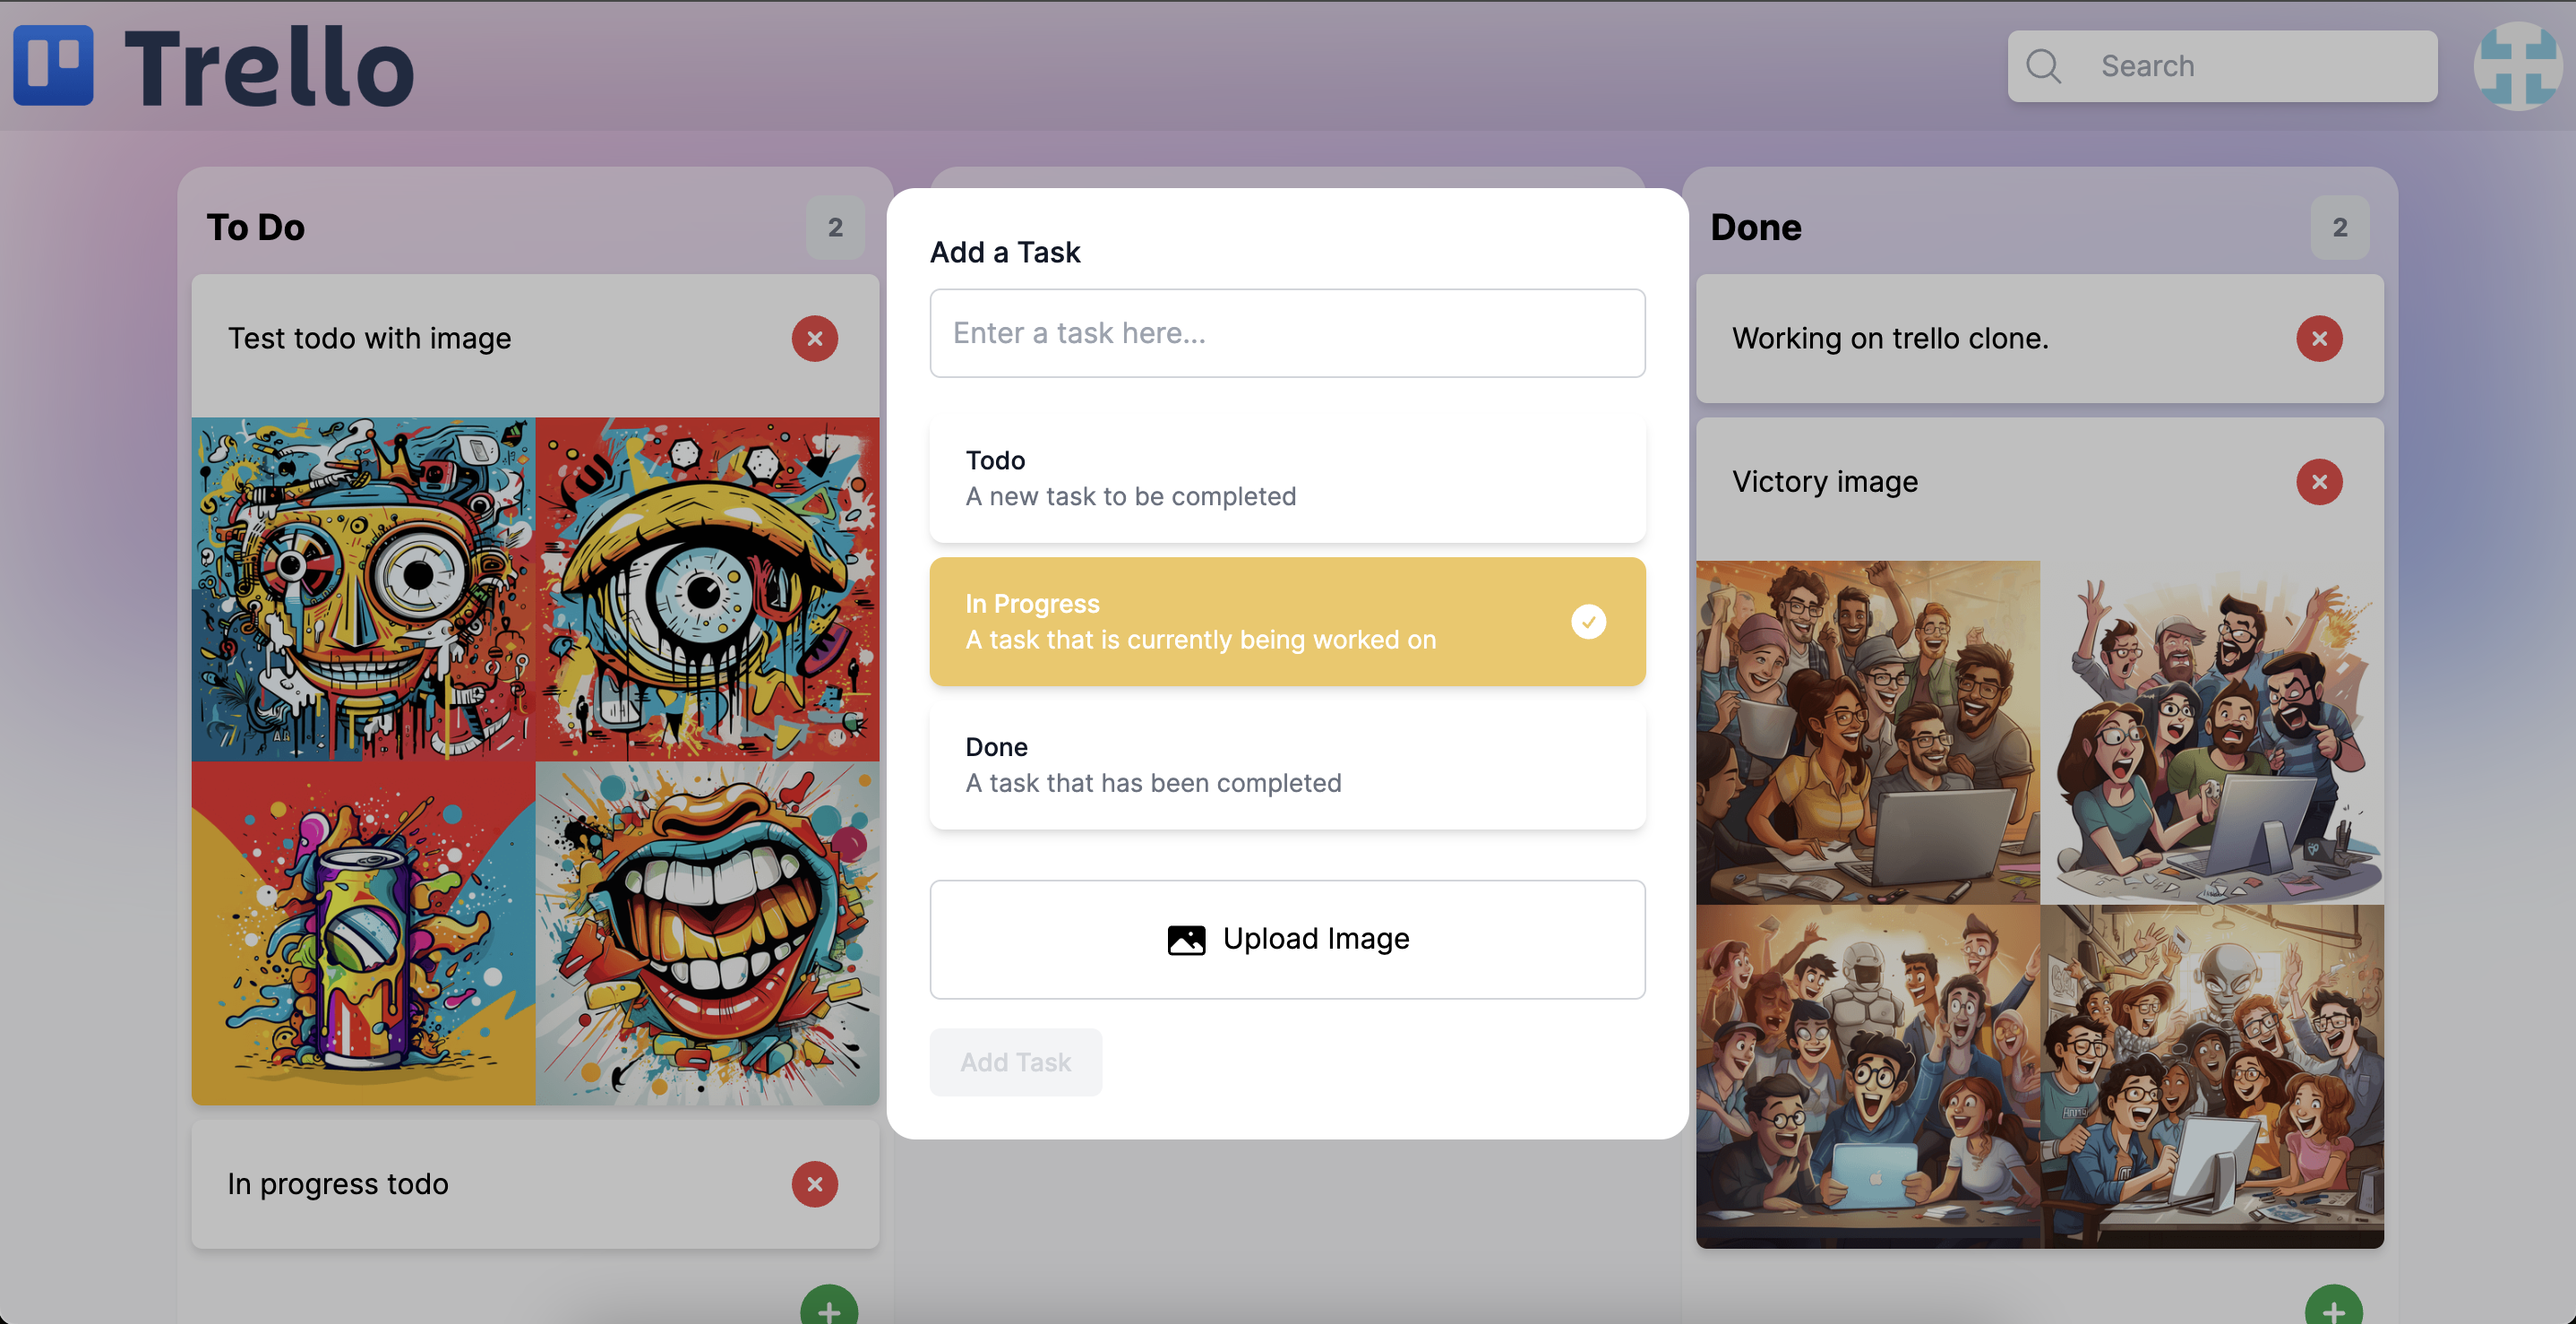 Trello
Search
To Do
2
Test todo with image
In progress todo
Add a Task
Enter a task here...
Todo
A new task to be completed
In Progress
A task that is currently being worked on
Done
A task that has been completed
Upload Image
Add Task
Done
2
Working on trello clone.
Victory image